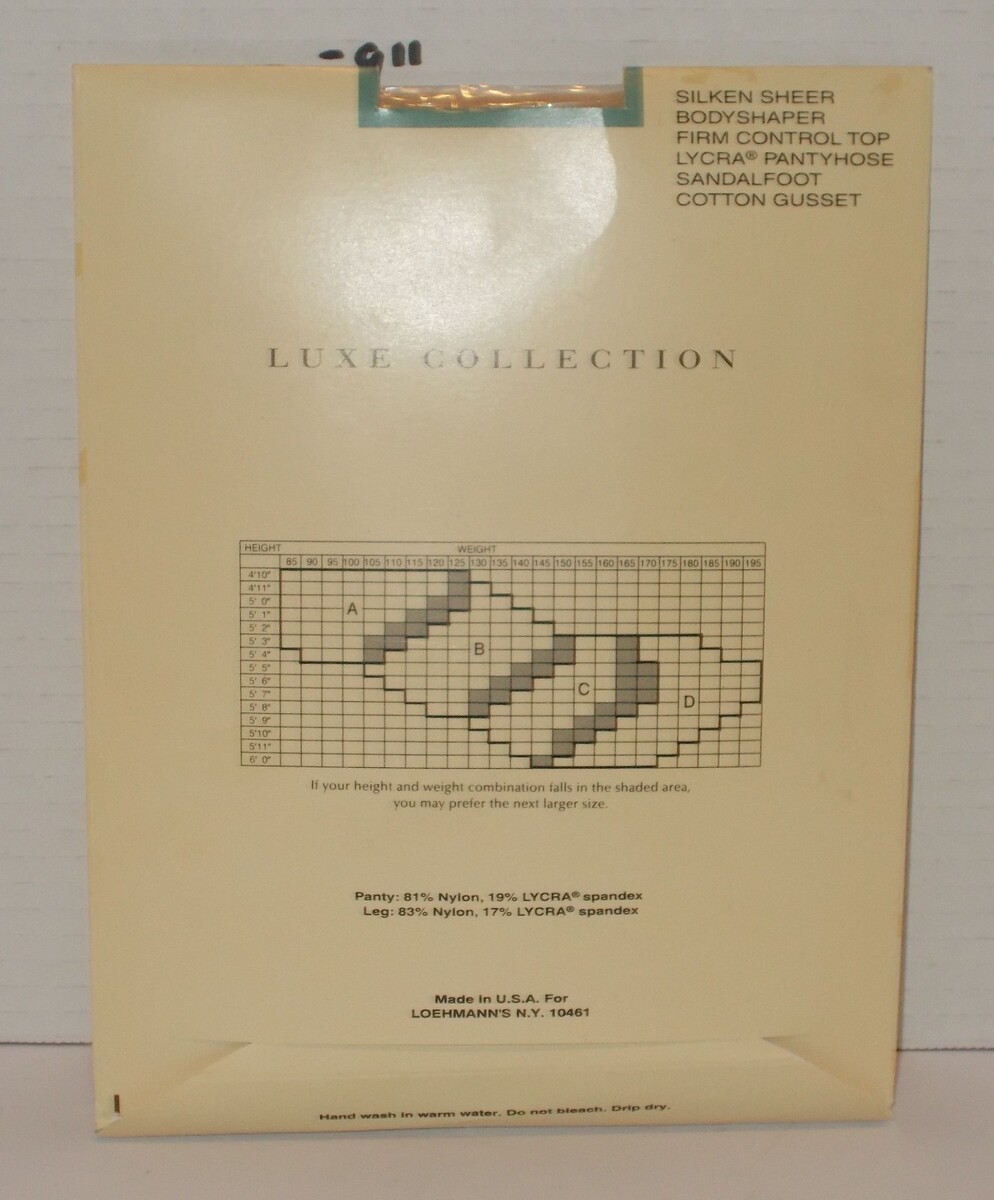 -911
SILKEN SHEER
BODYSHAPER
FIRM CONTROL TOP
LYCRA® PANTYHOSE
SANDALFOOT
COTTON GUSSET
LUXE COLLECTION
HEIGHT WEIGHT
85 90 95 100 105 110 115 120 125 130 135 140 145 150 155 160 165 170 175 180 185 190 195
4'10"
4'11"
5' 0"
A
5' 1"
5' 2"
5' 3"
B
5' 4"
5' 5"
5' 6"
C
5' 7"
D
5' 8"
5' 9"
5'10"
5'11"
6' 0"
If your height and weight combination falls in the shaded area,
you may prefer the next larger size.
Panty: 81% Nylon, 19% LYCRA® spandex
Leg: 83% Nylon, 17% LYCRA® spandex
Made in U.S.A. For
LOEHMANN'S N.Y. 10461
Hand wash in warm water. Do not bleach. Drip dry.